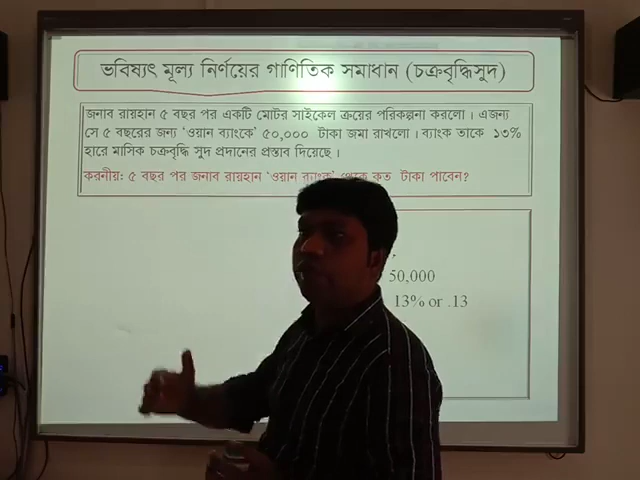 ভবিষ্যৎ মূল্য নির্ণয়ের গাণিতিক সমাধান (চক্রবৃদ্ধিসুদ)
জনাব রায়হান ৫ বছর পর একটি মোটর সাইকেল ক্রয়ের পরিকল্পনা করলো । এজন্য
সে ৫ বছরের জন্য 'ওয়ান ব্যাংকে' ৫০,০০০ টাকা জমা রাখলো । ব্যাংক তাকে ১৩%
হারে মাসিক চক্রবৃদ্ধি সুদ প্রদানের প্রস্তাব দিয়েছে ।
করনীয়: ৫ বছর পর জনাব রায়হান 'ওয়ান ব্যাংক' থেকে কত টাকা পাবেন?
50,000
13% or .13